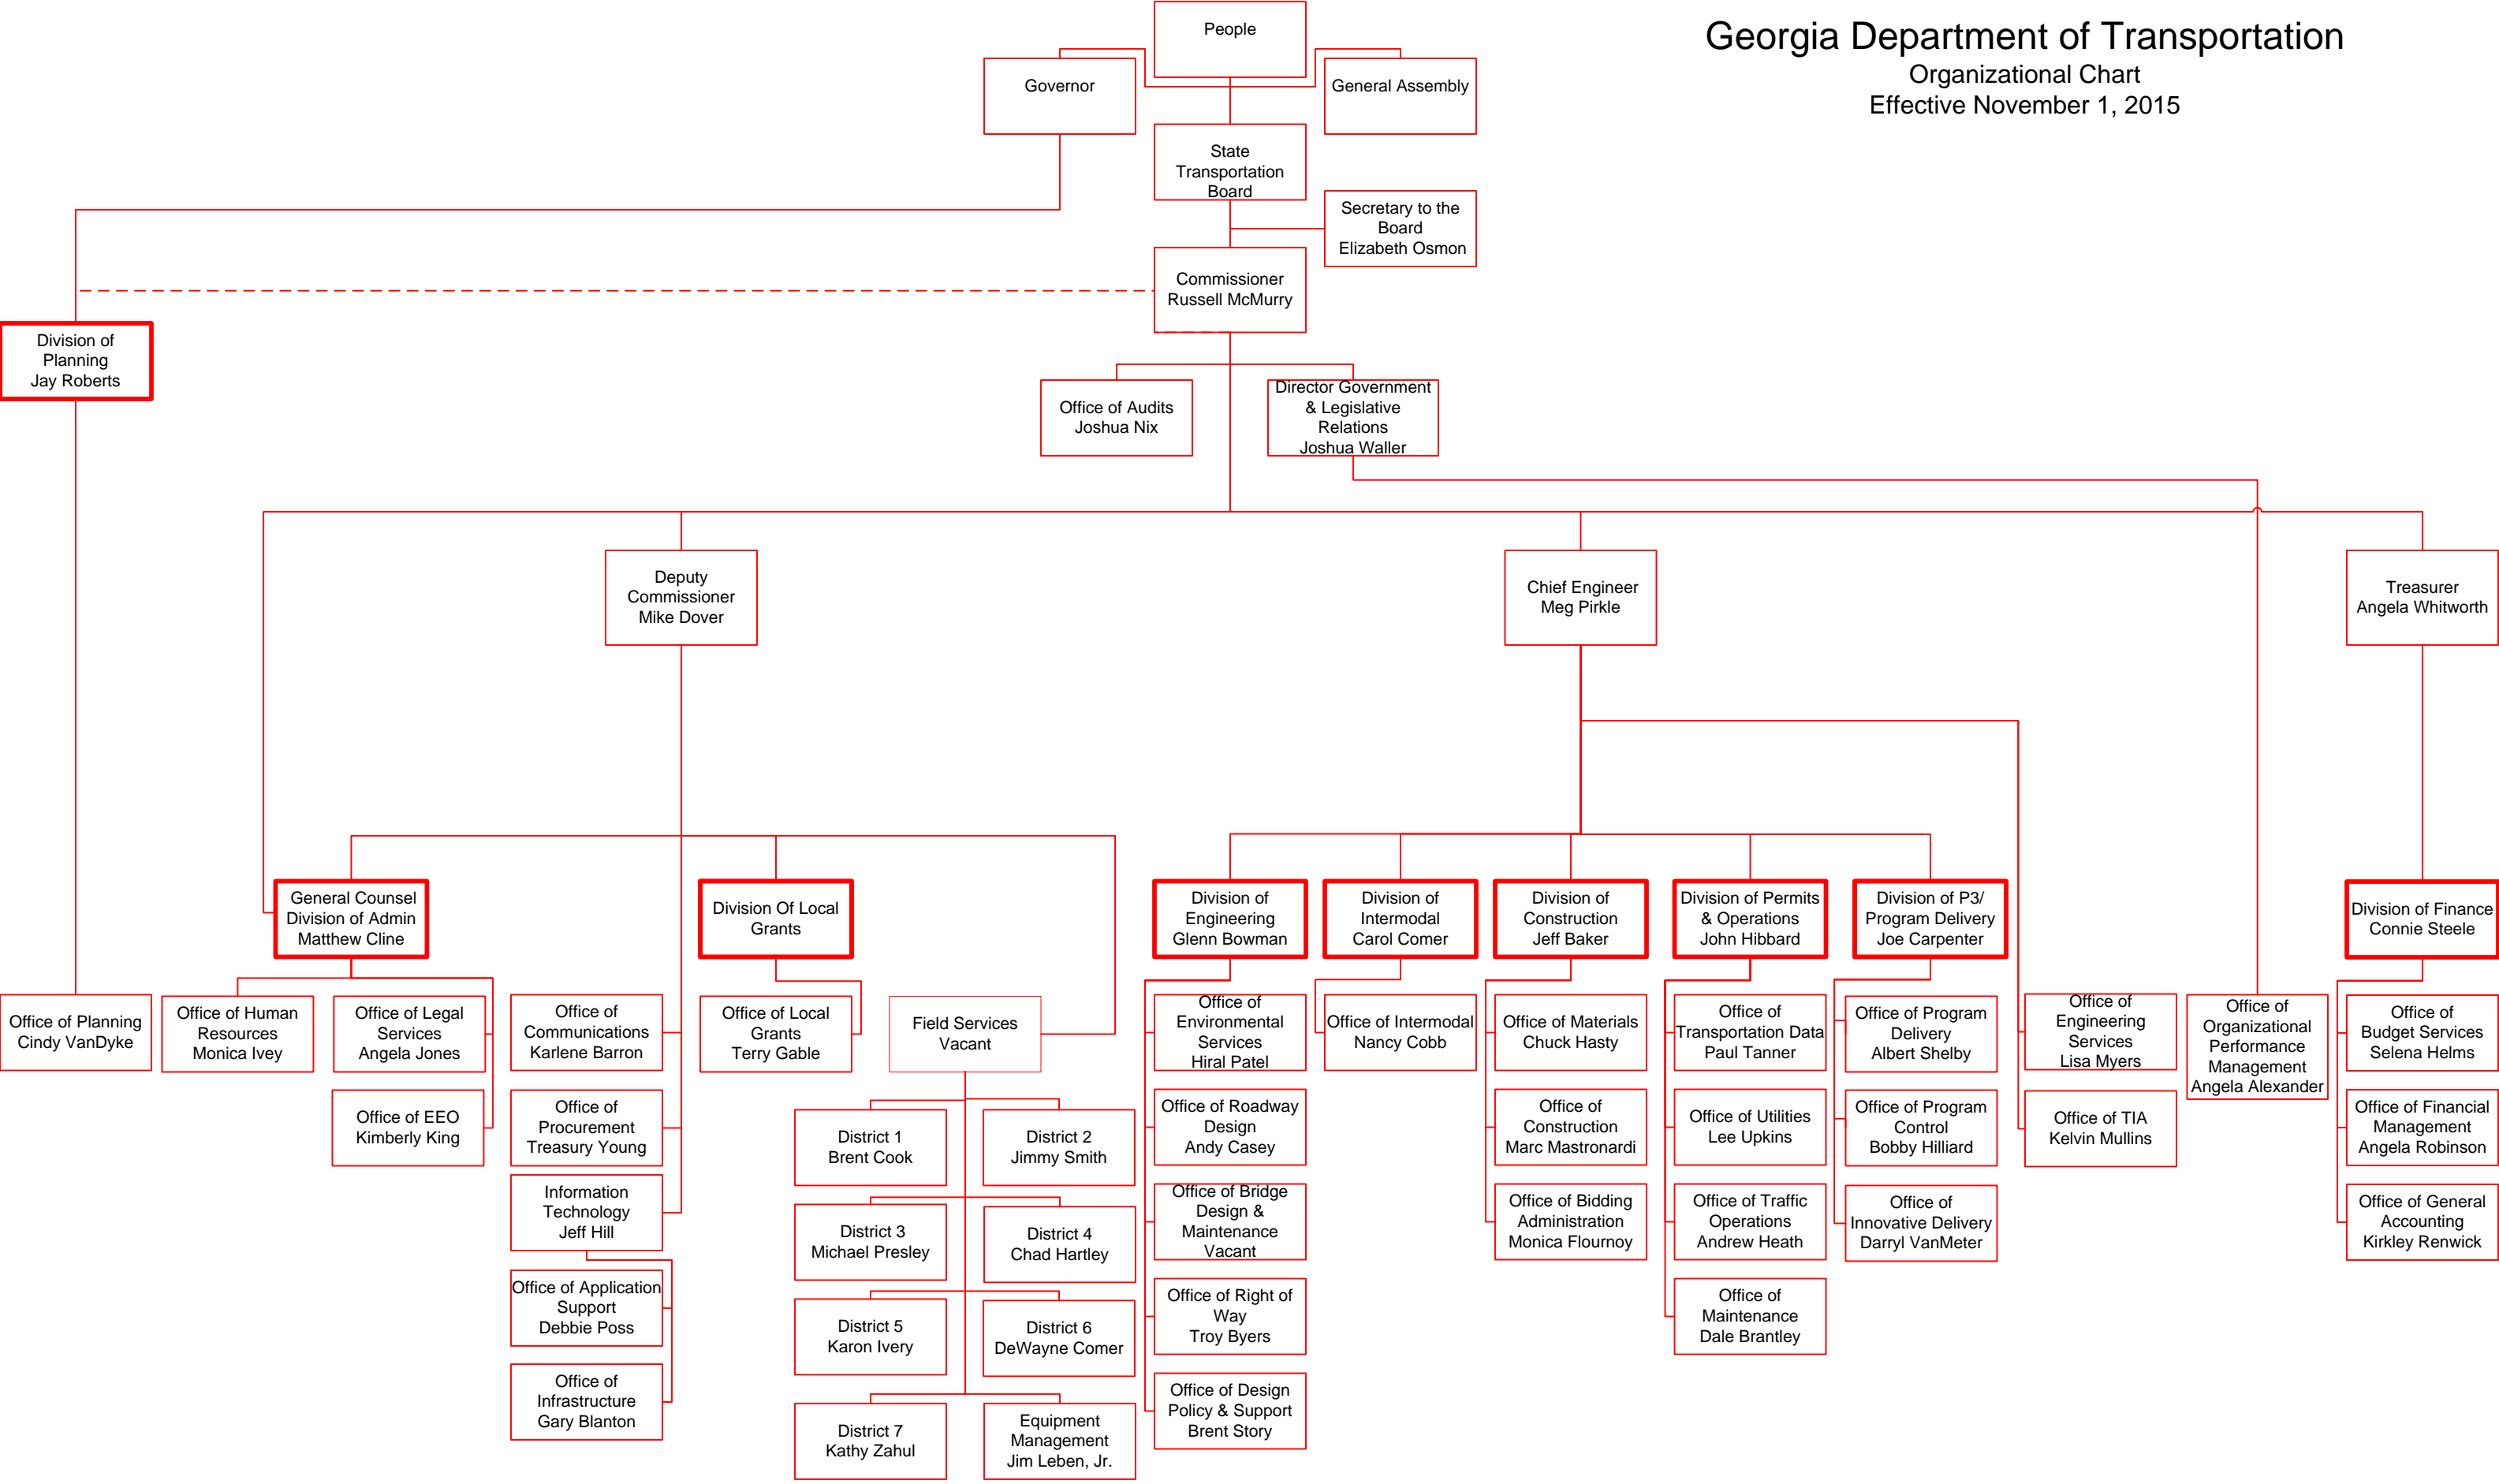 Georgia Department of Transportation
Organizational Chart
Effective November 1, 2015
People
Governor
General Assembly
State
Transportation
Board
Secretary to the
Board
Elizabeth Osmon
Commissioner
Russell McMurry
Division of
Planning
Jay Roberts
Office of Audits
Joshua Nix
Director Government
& Legislative
Relations
Joshua Waller
Deputy
Commissioner
Mike Dover
Chief Engineer
Meg Pirkle
Treasurer
Angela Whitworth
General Counsel
Division of Admin
Matthew Cline
Division Of Local
Grants
Division of
Engineering
Glenn Bowman
Division of
Intermodal
Carol Comer
Division of
Construction
Jeff Baker
Division of Permits
& Operations
John Hibbard
Division of P3/
Program Delivery
Joe Carpenter
Division of Finance
Connie Steele
Office of Planning
Cindy VanDyke
Office of Human
Resources
Monica Ivey
Office of Legal
Services
Angela Jones
Office of EEO
Kimberly King
Office of
Communications
Karlene Barron
Office of
Procurement
Treasury Young
Information
Technology
Jeff Hill
Office of Application
Support
Debbie Poss
Office of
Infrastructure
Gary Blanton
Office of Local
Grants
Terry Gable
Field Services
Vacant
District 1
Brent Cook
District 2
Jimmy Smith
District 3
Michael Presley
District 4
Chad Hartley
District 5
Karon Ivery
District 6
DeWayne Comer
District 7
Kathy Zahul
Equipment
Management
Jim Leben, Jr.
Office of
Environmental
Services
Hiral Patel
Office of Roadway
Design
Andy Casey
Office of Bridge
Design &
Maintenance
Vacant
Office of Right of
Way
Troy Byers
Office of Design
Policy & Support
Brent Story
Office of Intermodal
Nancy Cobb
Office of Materials
Chuck Hasty
Office of
Construction
Marc Mastronardi
Office of Bidding
Administration
Monica Flournoy
Office of
Transportation Data
Paul Tanner
Office of Utilities
Lee Upkins
Office of Traffic
Operations
Andrew Heath
Office of
Maintenance
Dale Brantley
Office of Program
Delivery
Albert Shelby
Office of Program
Control
Bobby Hilliard
Office of
Innovative Delivery
Darryl VanMeter
Office of
Engineering
Services
Lisa Myers
Office of TIA
Kelvin Mullins
Office of
Organizational
Performance
Management
Angela Alexander
Office of
Budget Services
Selena Helms
Office of Financial
Management
Angela Robinson
Office of General
Accounting
Kirkley Renwick